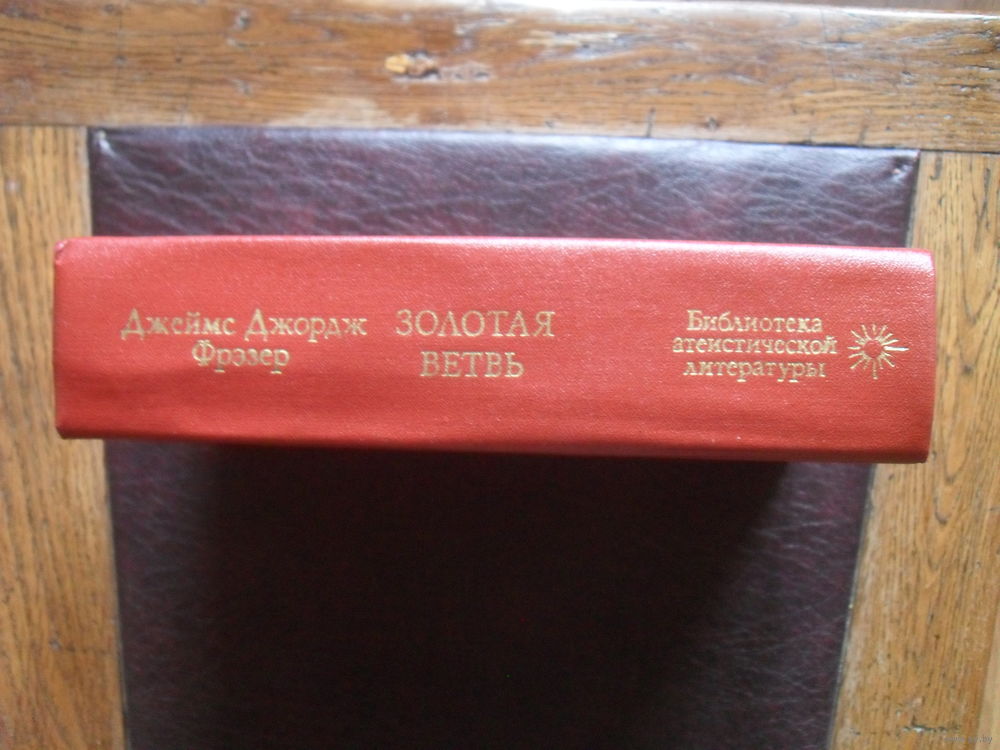 Джеймс Джордж
Фрэзер
ЗОЛОТАЯ
ВЕТВЬ
Библиотека
атеистической
литературы